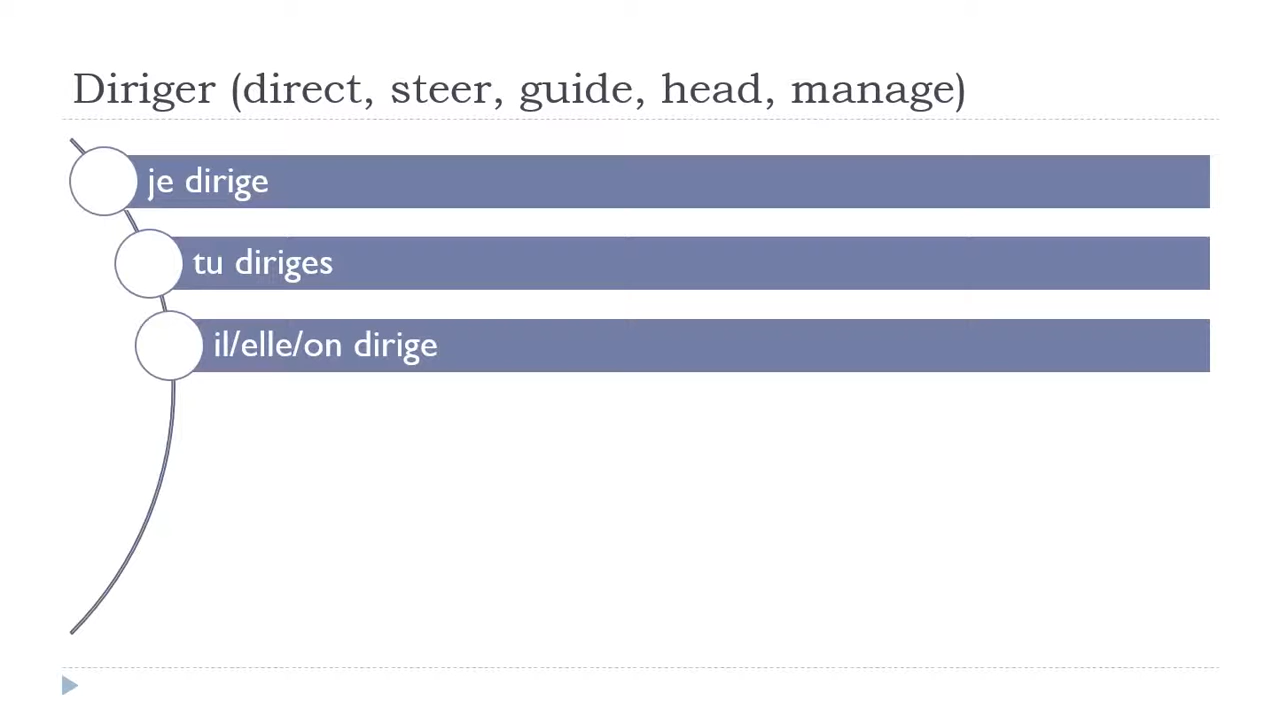 Diriger (direct, steer, guide, head, manage)
je dirige
tu diriges
il/elle/on dirige